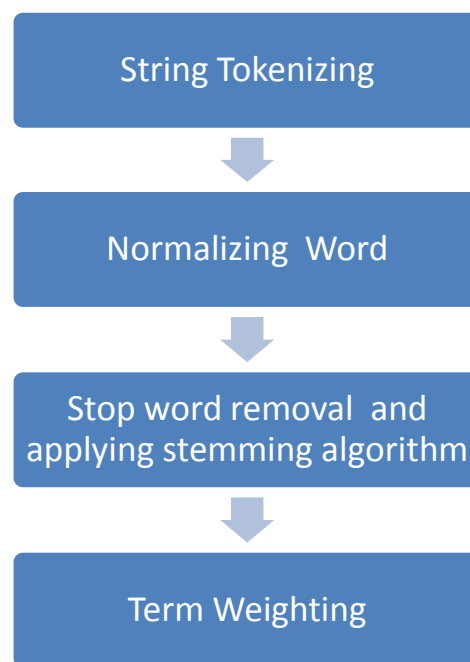 String Tokenizing
Normalizing Word
Stop word removal and
applying stemming algorithm
Term Weighting